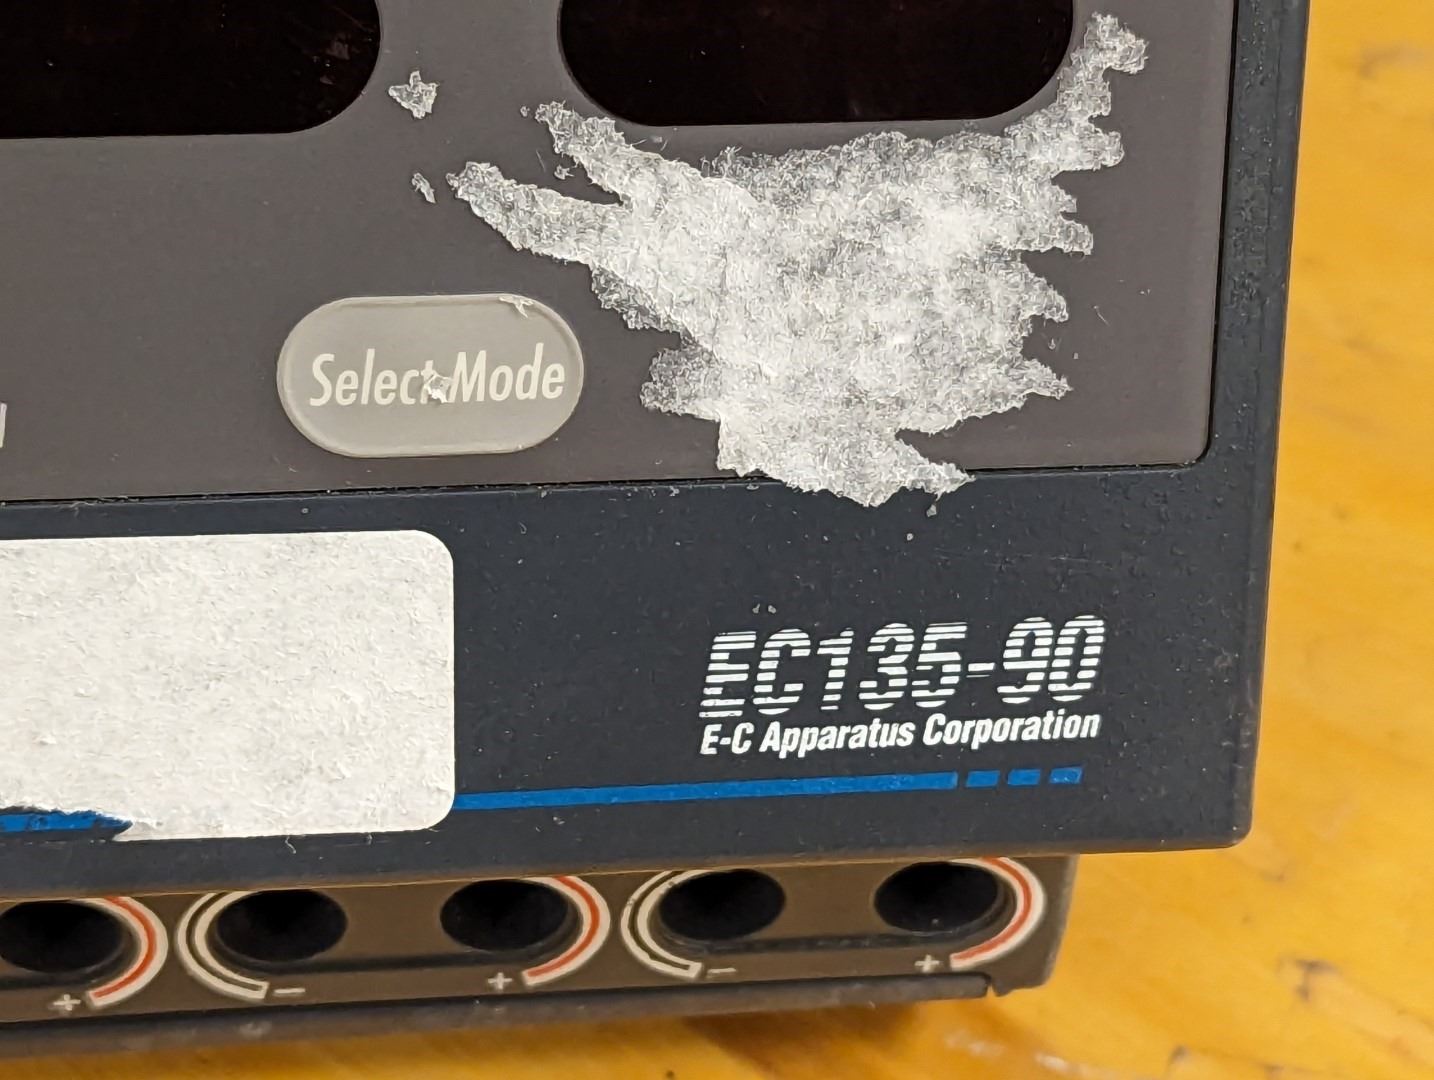 Select Mode
EC135-90
E-C Apparatus Corporation
+ - + - +